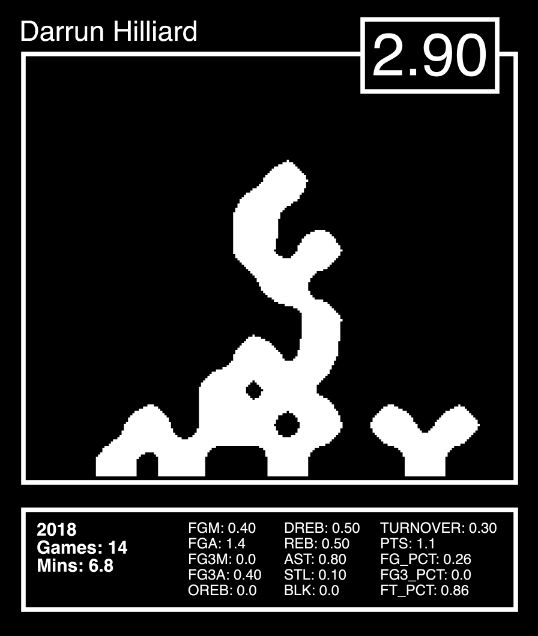 Darrun Hilliard
2.90
2018
Games: 14
Mins: 6.8
FGM: 0.40
FGA: 1.4
FG3M: 0.0
FG3A: 0.40
OREB: 0.0
DREB: 0.50
REB: 0.50
AST: 0.80
STL: 0.10
BLK: 0.0
TURNOVER: 0.30
PTS: 1.1
FG_PCT: 0.26
FG3_PCT: 0.0
FT_PCT: 0.86